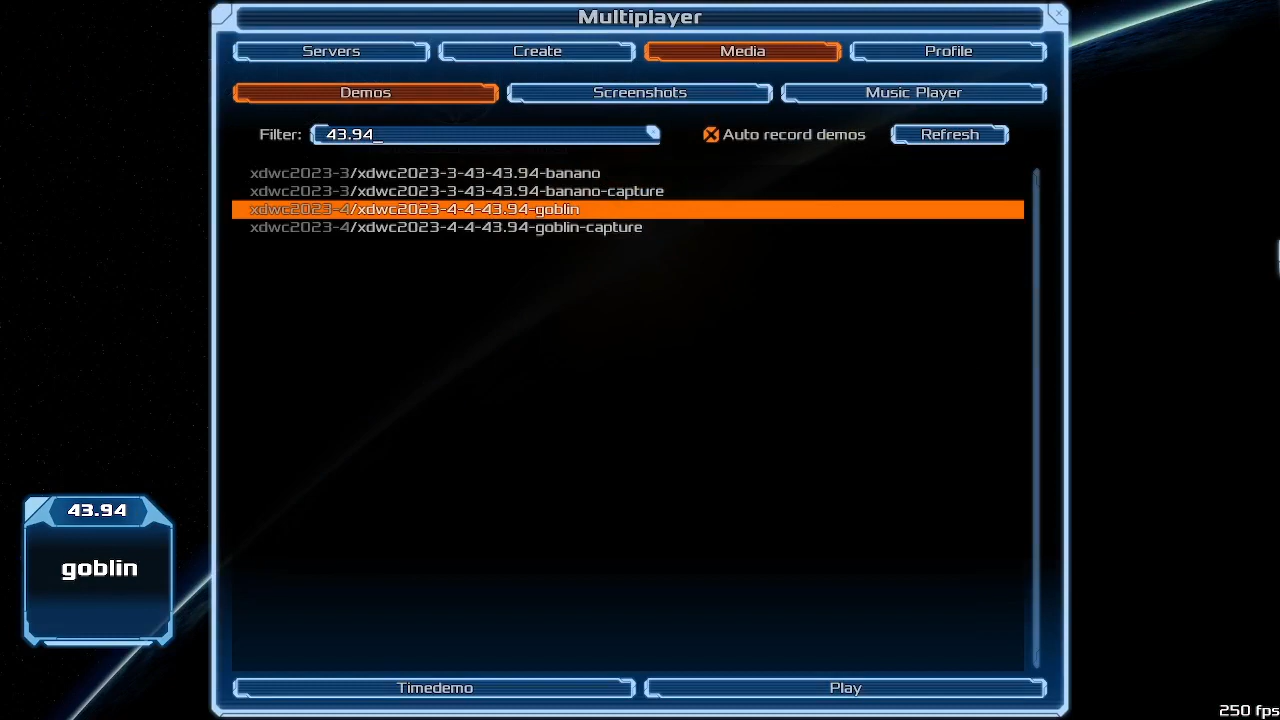 Multiplayer
Servers Create Media Profile
Demos Screenshots Music Player
Filter: 43.94_ Auto record demos Refresh
xdwc2023-3/xdwc2023-3-43-43.94-banano
xdwc2023-3/xdwc2023-3-43-43.94-banano-capture
xdwc2023-4/xdwc2023-4-4-43.94-goblin
xdwc2023-4/xdwc2023-4-4-43.94-goblin-capture
43.94
goblin
Timedemo Play
250 fps